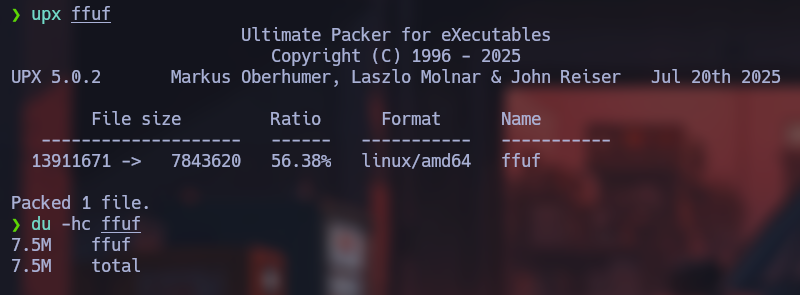 ❯ upx ffuf
Ultimate Packer for eXecutables
Copyright (C) 1996 - 2025
UPX 5.0.2       Markus Oberhumer, Laszlo Molnar & John Reiser   Jul 20th 2025
File size         Ratio      Format      Name
--------------------   ------   -----------   -----------
13911671 ->   7843620   56.38%   linux/amd64   ffuf
Packed 1 file.
❯ du -hc ffuf
7.5M    ffuf
7.5M    total